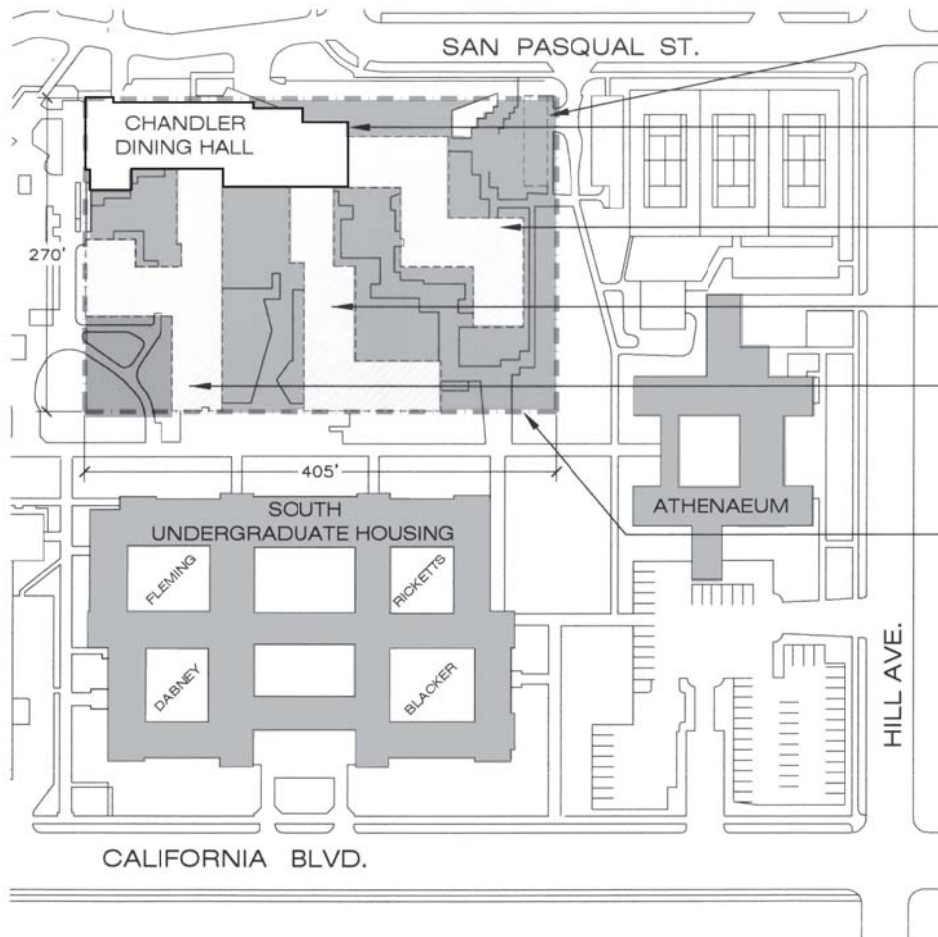 SAN PASQUAL ST.
CHANDLER
DINING HALL
270'
405'
SOUTH
UNDERGRADUATE HOUSING
ATHENAEUM
FLEMING
RICKETTS
DABNEY
BLACKER
HILL AVE.
CALIFORNIA BLVD.